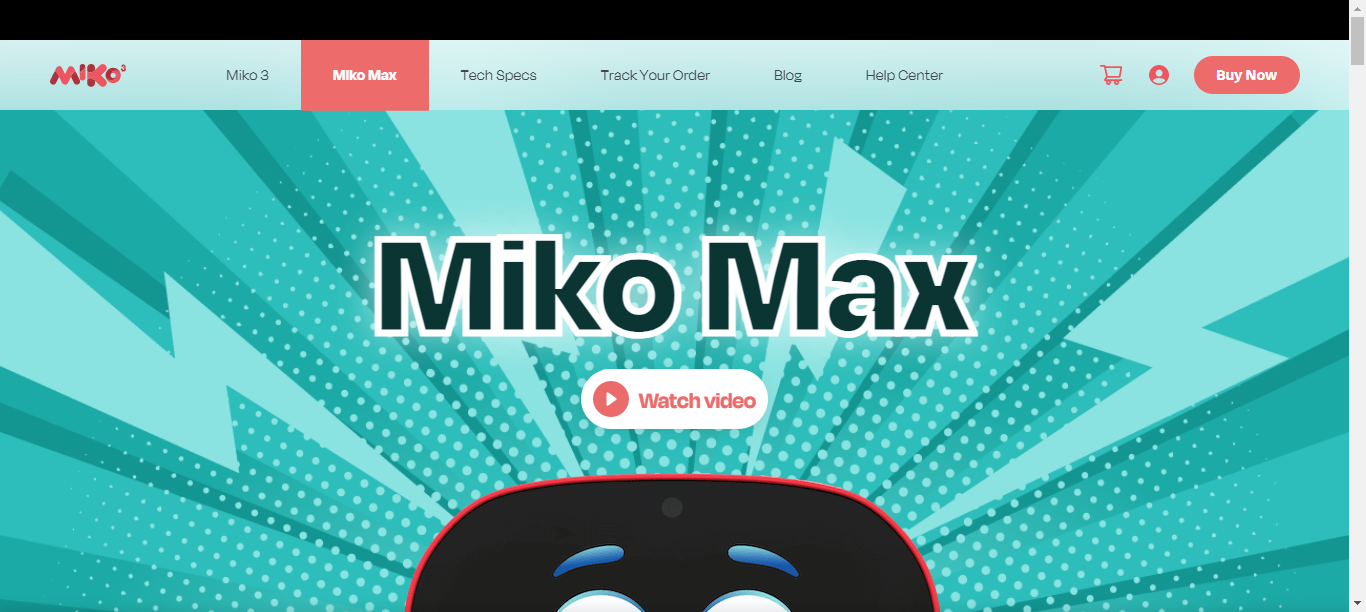 MIKO3
Miko 3
Miko Max
Tech Specs
Track Your Order
Blog
Help Center
Buy Now
Miko Max
Watch video